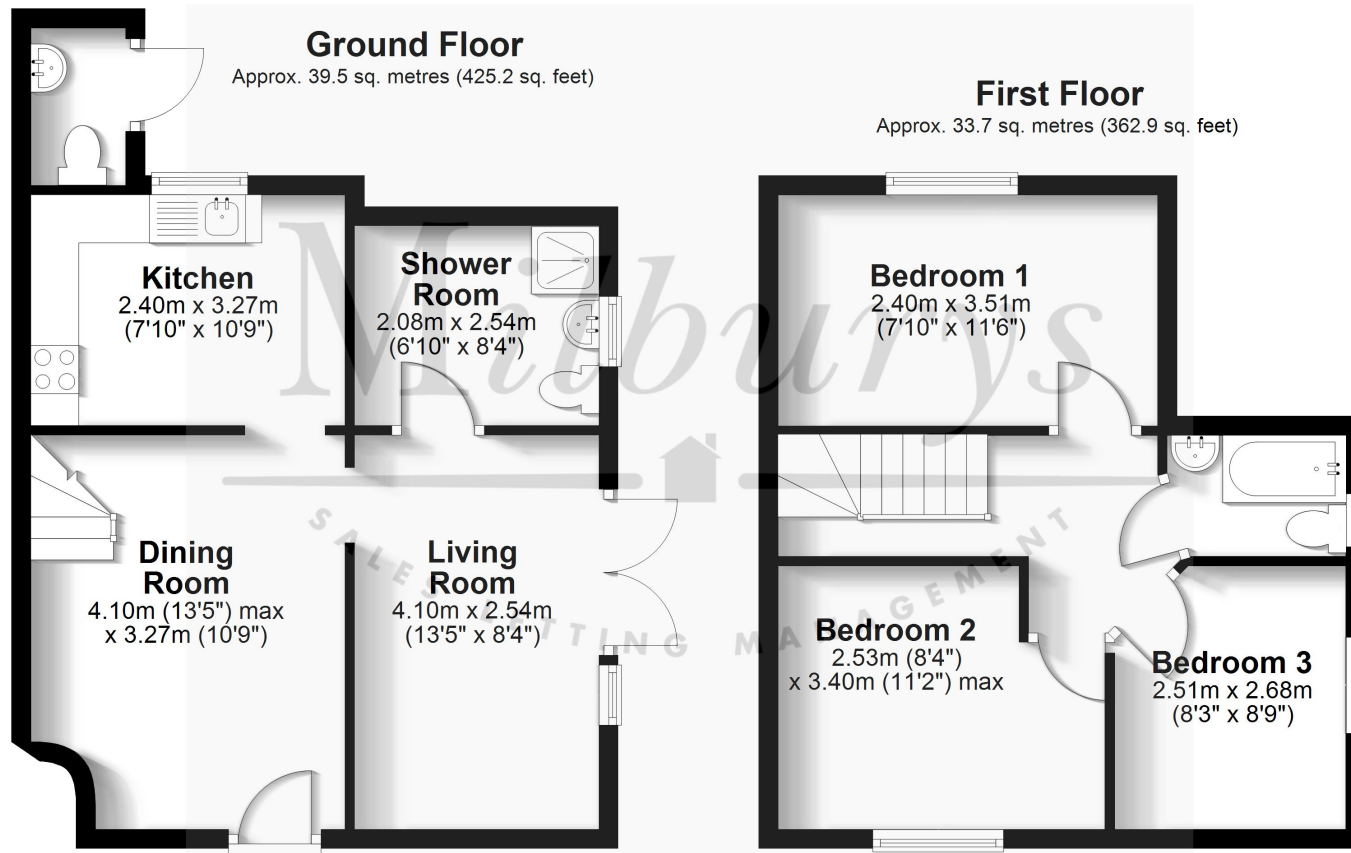 Ground Floor
Approx. 39.5 sq. metres (425.2 sq. feet)
First Floor
Approx. 33.7 sq. metres (362.9 sq. feet)
Kitchen
2.40m x 3.27m
(7'10" x 10'9")
Shower
Room
2.08m x 2.54m
(6'10" x 8'4")
Bedroom 1
2.40m x 3.51m
(7'10" x 11'6")
Milburys
SALES LETTING MANAGEMENT
Dining
Room
4.10m (13'5") max
x 3.27m (10'9")
Living
Room
4.10m x 2.54m
(13'5" x 8'4")
Bedroom 2
2.53m (8'4")
x 3.40m (11'2") max
Bedroom 3
2.51m x 2.68m
(8'3" x 8'9")